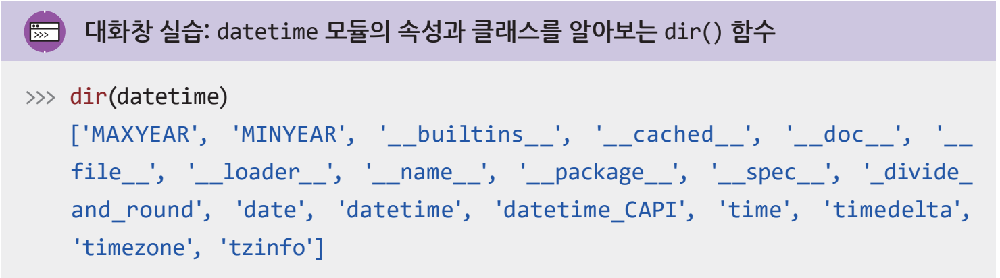 >>>
대화창 실습: datetime 모듈의 속성과 클래스를 알아보는 dir() 함수
>>> dir(datetime)
['MAXYEAR', 'MINYEAR', '__builtins__', '__cached__', '__doc__', '__
file__', '__loader__', '__name__', '__package__', '__spec__', '_divide_
and_round', 'date', 'datetime', 'datetime_CAPI', 'time', 'timedelta',
'timezone', 'tzinfo']